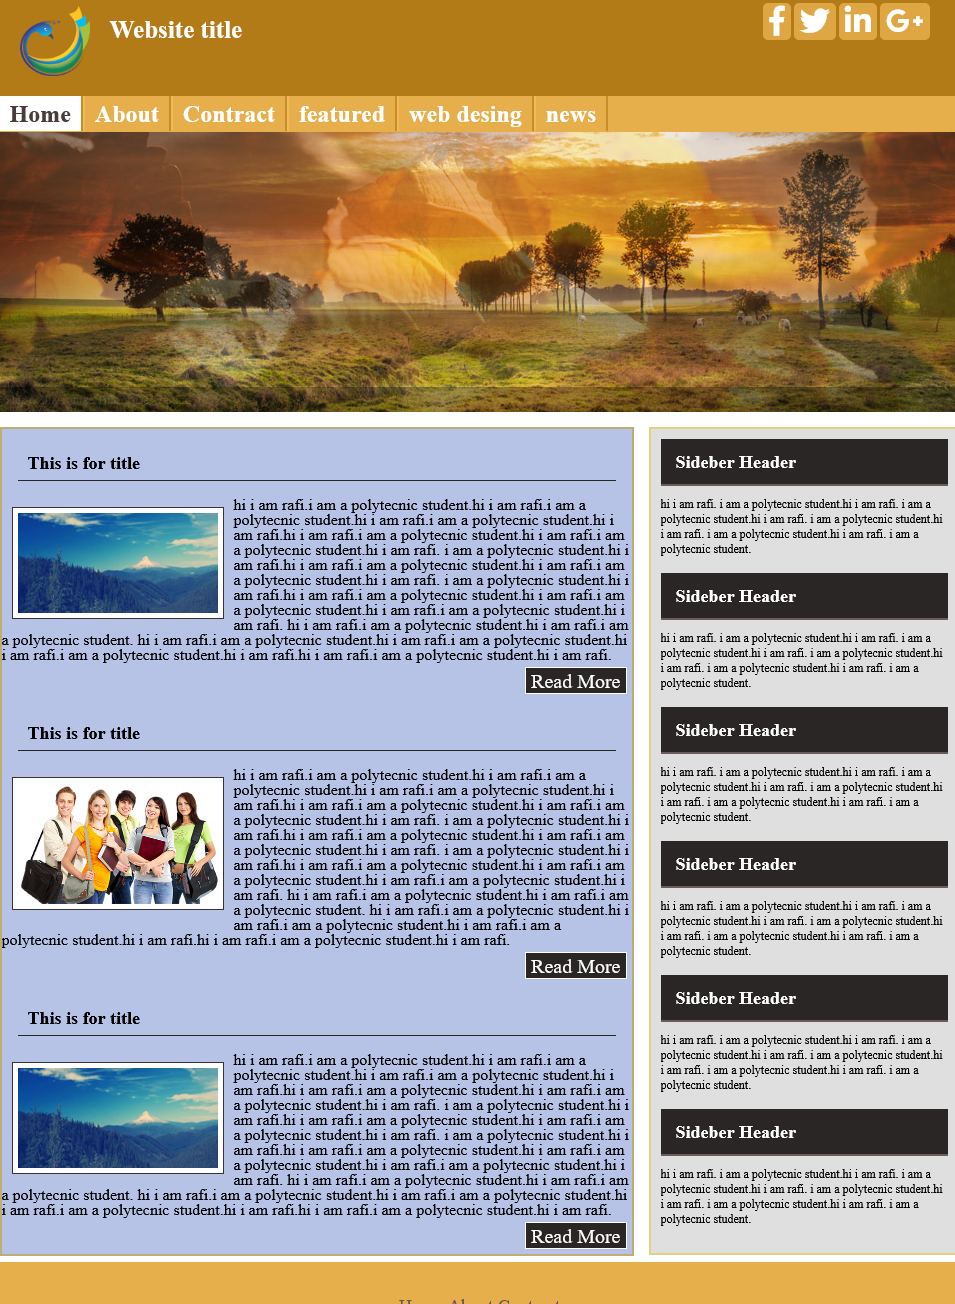 Website title
Home About Contract featured web desing news
This is for title
hi i am rafi.i am a polytecnic student.hi i am rafi.i am a
polytecnic student.hi i am rafi.i am a polytecnic student.hi i
am rafi.hi i am rafi.i am a polytecnic student.hi i am rafi.i am
a polytecnic student.hi i am rafi. i am a polytecnic student.hi i
am rafi.hi i am rafi.i am a polytecnic student.hi i am rafi.i am
a polytecnic student.hi i am rafi. i am a polytecnic student.hi i
am rafi.hi i am rafi.i am a polytecnic student.hi i am rafi.i am
a polytecnic student.hi i am rafi.i am a polytecnic student.hi i
am rafi. hi i am rafi.i am a polytecnic student.hi i am rafi.i am
a polytecnic student. hi i am rafi.i am a polytecnic student.hi i am rafi.i am a polytecnic student.hi
i am rafi.i am a polytecnic student.hi i am rafi.hi i am rafi.i am a polytecnic student.hi i am rafi.
Read More
This is for title
hi i am rafi.i am a polytecnic student.hi i am rafi.i am a
polytecnic student.hi i am rafi.i am a polytecnic student.hi i
am rafi.hi i am rafi.i am a polytecnic student.hi i am rafi.i am
a polytecnic student.hi i am rafi. i am a polytecnic student.hi i
am rafi.hi i am rafi.i am a polytecnic student.hi i am rafi.i am
a polytecnic student.hi i am rafi. i am a polytecnic student.hi i
am rafi.hi i am rafi.i am a polytecnic student.hi i am rafi.i am
a polytecnic student.hi i am rafi.i am a polytecnic student.hi i
am rafi. hi i am rafi.i am a polytecnic student.hi i am rafi.i am
a polytecnic student. hi i am rafi.i am a polytecnic student.hi i
am rafi.i am a polytecnic student.hi i am rafi.i am a
polytecnic student.hi i am rafi.hi i am rafi.i am a polytecnic student.hi i am rafi.
Read More
This is for title
hi i am rafi.i am a polytecnic student.hi i am rafi.i am a
polytecnic student.hi i am rafi.i am a polytecnic student.hi i
am rafi.hi i am rafi.i am a polytecnic student.hi i am rafi.i am
a polytecnic student.hi i am rafi. i am a polytecnic student.hi i
am rafi.hi i am rafi.i am a polytecnic student.hi i am rafi.i am
a polytecnic student.hi i am rafi. i am a polytecnic student.hi i
am rafi.hi i am rafi.i am a polytecnic student.hi i am rafi.i am
a polytecnic student.hi i am rafi.i am a polytecnic student.hi i
am rafi. hi i am rafi.i am a polytecnic student.hi i am rafi.i am
a polytecnic student. hi i am rafi.i am a polytecnic student.hi i am rafi.i am a polytecnic student.hi
i am rafi.i am a polytecnic student.hi i am rafi.hi i am rafi.i am a polytecnic student.hi i am rafi.
Read More
Sideber Header
hi i am rafi. i am a polytecnic student.hi i am rafi. i am a
polytecnic student.hi i am rafi. i am a polytecnic student.hi
i am rafi. i am a polytecnic student.hi i am rafi. i am a
polytecnic student.
Sideber Header
hi i am rafi. i am a polytecnic student.hi i am rafi. i am a
polytecnic student.hi i am rafi. i am a polytecnic student.hi
i am rafi. i am a polytecnic student.hi i am rafi. i am a
polytecnic student.
Sideber Header
hi i am rafi. i am a polytecnic student.hi i am rafi. i am a
polytecnic student.hi i am rafi. i am a polytecnic student.hi
i am rafi. i am a polytecnic student.hi i am rafi. i am a
polytecnic student.
Sideber Header
hi i am rafi. i am a polytecnic student.hi i am rafi. i am a
polytecnic student.hi i am rafi. i am a polytecnic student.hi
i am rafi. i am a polytecnic student.hi i am rafi. i am a
polytecnic student.
Sideber Header
hi i am rafi. i am a polytecnic student.hi i am rafi. i am a
polytecnic student.hi i am rafi. i am a polytecnic student.hi
i am rafi. i am a polytecnic student.hi i am rafi. i am a
polytecnic student.
Sideber Header
hi i am rafi. i am a polytecnic student.hi i am rafi. i am a
polytecnic student.hi i am rafi. i am a polytecnic student.hi
i am rafi. i am a polytecnic student.hi i am rafi. i am a
polytecnic student.